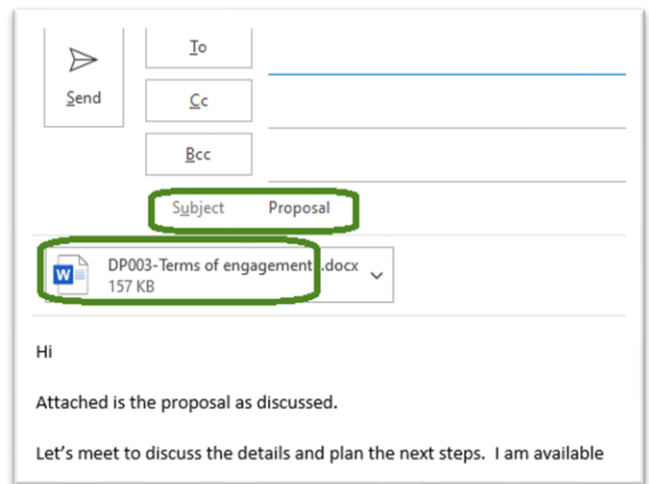 To
Send
Cc
Bcc
Subject Proposal
W
DP003-Terms of engagement .docx
157 KB
Hi
Attached is the proposal as discussed.
Let's meet to discuss the details and plan the next steps. I am available